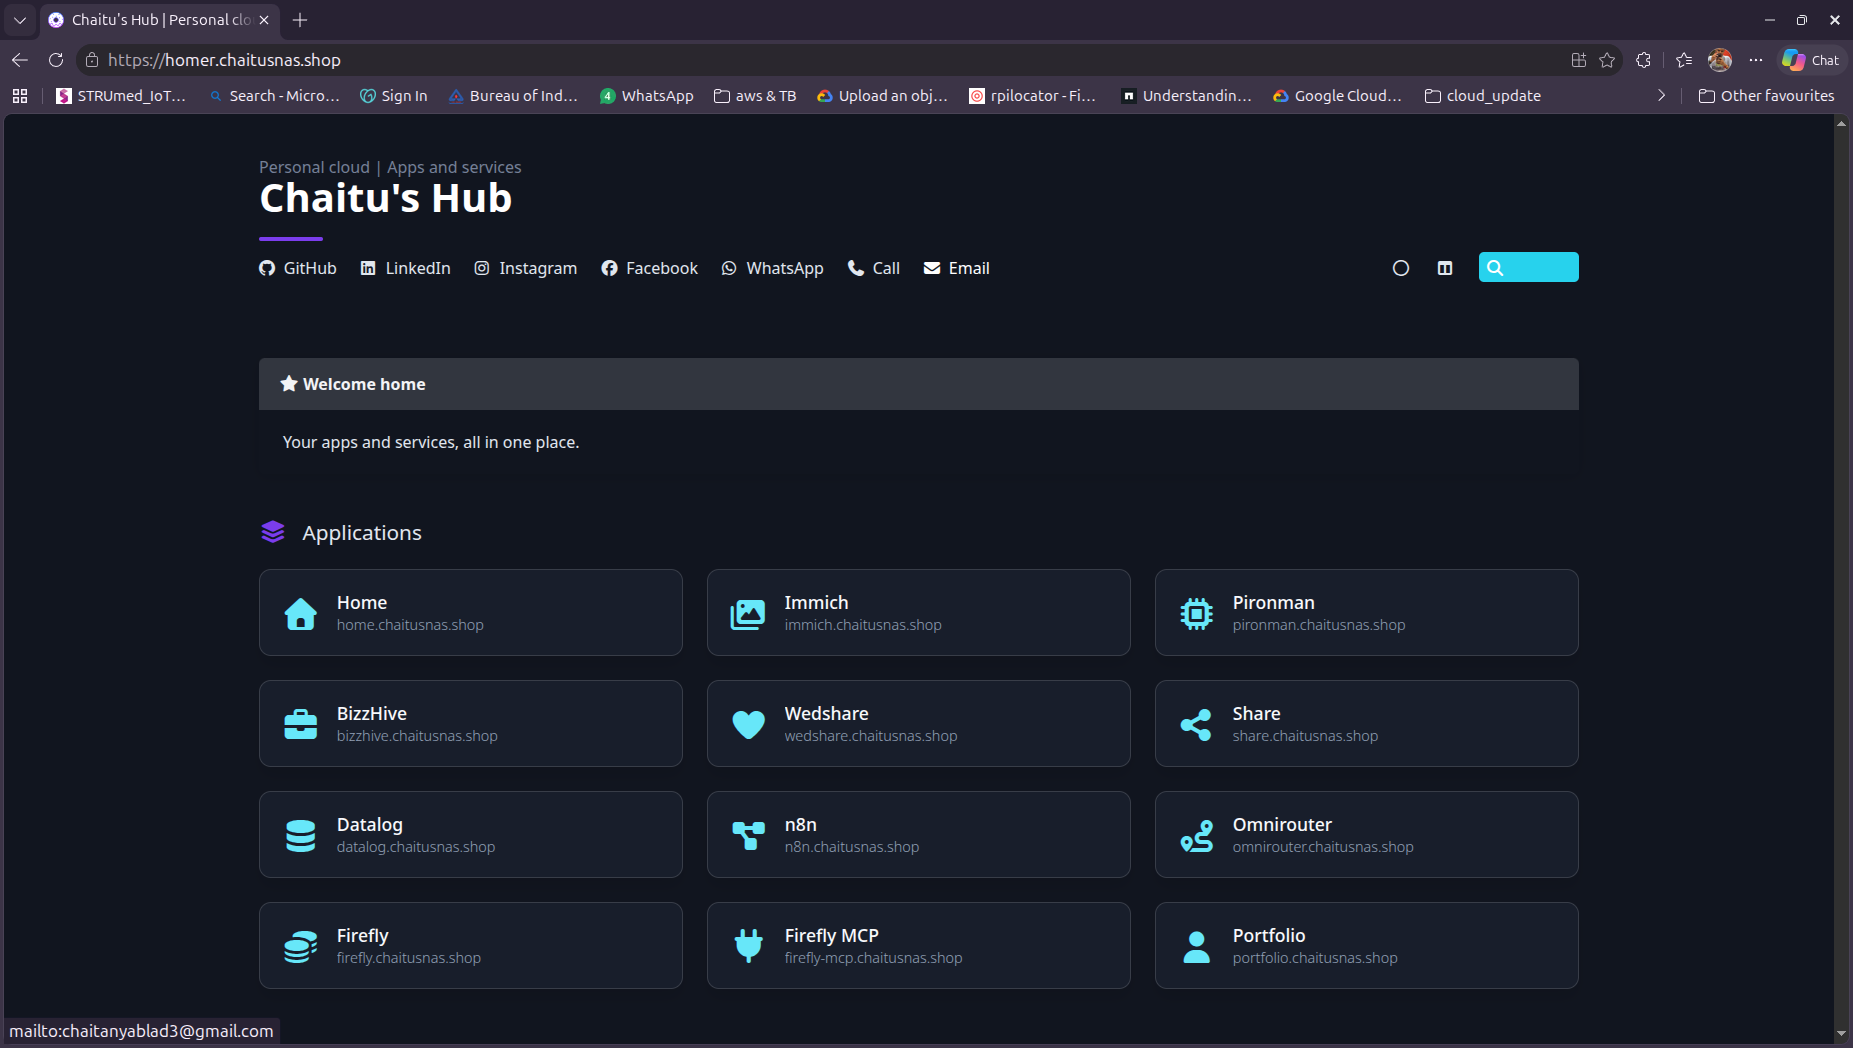 Chaitu's Hub | Personal clo
https://homer.chaitusnas.shop
Chat
STRUmed_IoT...
Search - Micro...
Sign In
Bureau of Ind...
4
WhatsApp
aws & TB
Upload an obj...
rpilocator - Fi...
Understandin...
Google Cloud...
cloud_update
Other favourites
Personal cloud | Apps and services
Chaitu's Hub
GitHub
LinkedIn
Instagram
Facebook
WhatsApp
Call
Email
Welcome home
Your apps and services, all in one place.
Applications
Home
home.chaitusnas.shop
Immich
immich.chaitusnas.shop
Pironman
pironman.chaitusnas.shop
BizzHive
bizzhive.chaitusnas.shop
Wedshare
wedshare.chaitusnas.shop
Share
share.chaitusnas.shop
Datalog
datalog.chaitusnas.shop
n8n
n8n.chaitusnas.shop
Omnirouter
omnirouter.chaitusnas.shop
Firefly
firefly.chaitusnas.shop
Firefly MCP
firefly-mcp.chaitusnas.shop
Portfolio
portfolio.chaitusnas.shop
mailto:chaitanyablad3@gmail.com